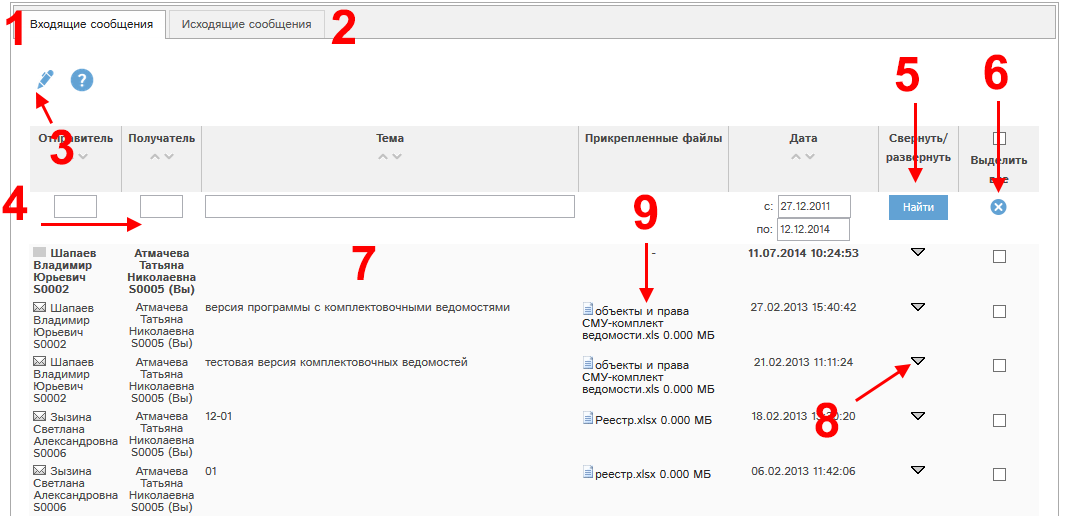 1 Входящие сообщения Исходящие сообщения 2
?
5 6
3
Отправитель Получатель Тема Прикрепленные файлы Дата Свернуть/
развернуть Выделить
все
4 9
с: 27.12.2011 Найти
по: 12.12.2014
7
Шапаев
Владимир
Юрьевич
S0002
Атмачева
Татьяна
Николаевна
S0005 (Вы)
-
11.07.2014 10:24:53
Шапаев
Владимир
Юрьевич
S0002
Атмачева
Татьяна
Николаевна
S0005 (Вы)
версия программы с комплектовочными ведомостями
объекты и права
СМУ-комплект
ведомости.xls 0.000 МБ
27.02.2013 15:40:42
Шапаев
Владимир
Юрьевич
S0002
Атмачева
Татьяна
Николаевна
S0005 (Вы)
тестовая версия комплектовочных ведомостей
объекты и права
СМУ-комплект
ведомости.xls 0.000 МБ
21.02.2013 11:11:24
8
Зызина
Светлана
Александровна
S0006
Атмачева
Татьяна
Николаевна
S0005 (Вы)
12-01
Реестр.xlsx 0.000 МБ
18.02.2013
Зызина
Светлана
Александровна
S0006
Атмачева
Татьяна
Николаевна
S0005 (Вы)
01
реестр.xlsx 0.000 МБ
06.02.2013 11:42:06